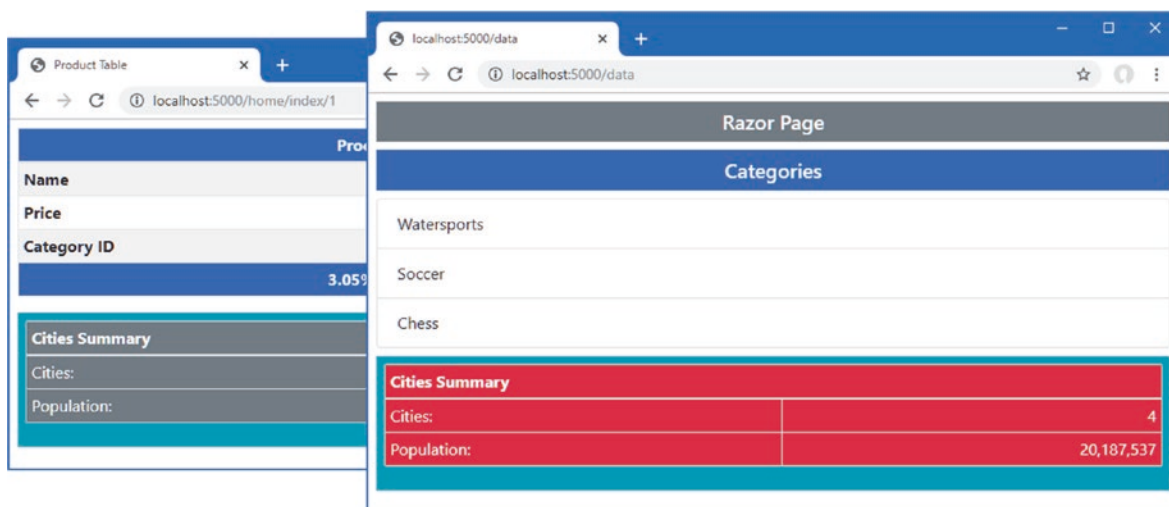 Product Table
localhost:5000/home/index/1
Name
Price
Category ID
3.05%
Cities Summary
Cities:
Population:
localhost:5000/data
localhost:5000/data
Razor Page
Categories
Watersports
Soccer
Chess
Cities Summary
Cities: 4
Population: 20,187,537